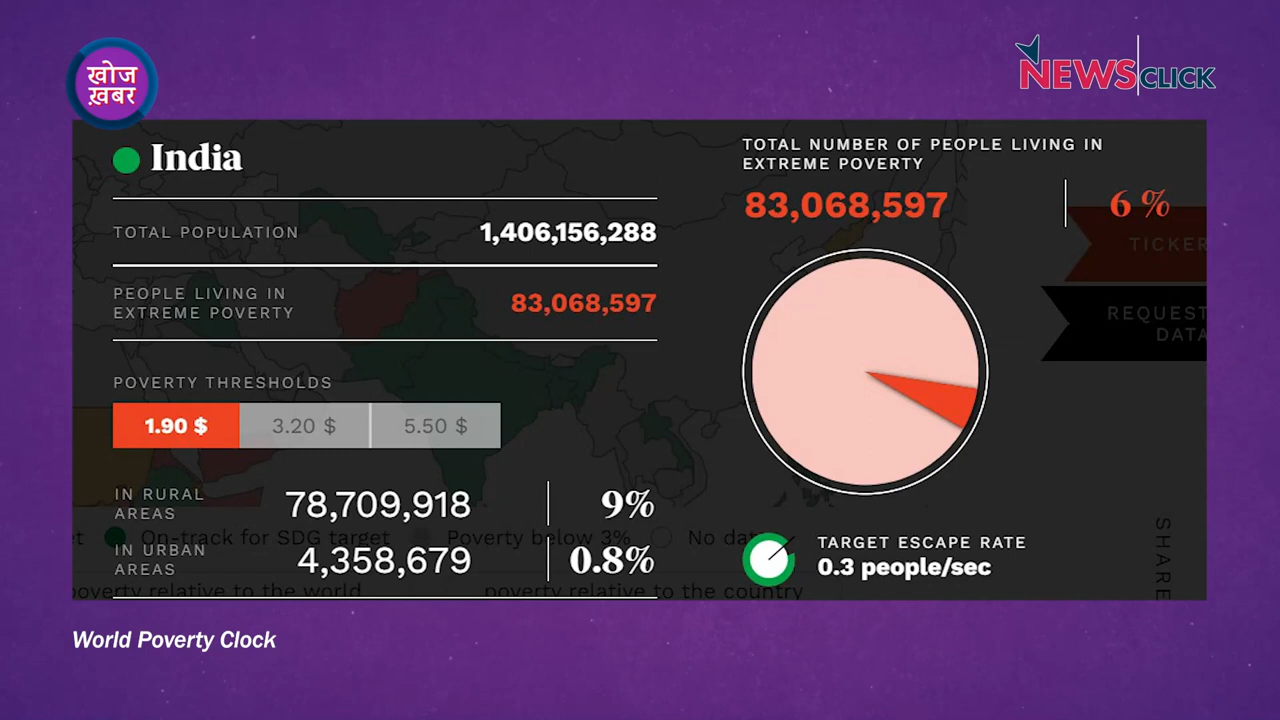 खोज
ख़बर
NEWSCLICK
India
TOTAL POPULATION 1,406,156,288
PEOPLE LIVING IN
EXTREME POVERTY 83,068,597
POVERTY THRESHOLDS
1.90 $ 3.20 $ 5.50 $
IN RURAL
AREAS 78,709,918 9%
On-track for SDG target Poverty below 3% No data
IN URBAN
AREAS 4,358,679 0.8%
poverty relative to the world poverty relative to the country
TOTAL NUMBER OF PEOPLE LIVING IN
EXTREME POVERTY
83,068,597 6 %
TICKER
REQUEST
DATA
TARGET ESCAPE RATE
0.3 people/sec
SHARE
World Poverty Clock